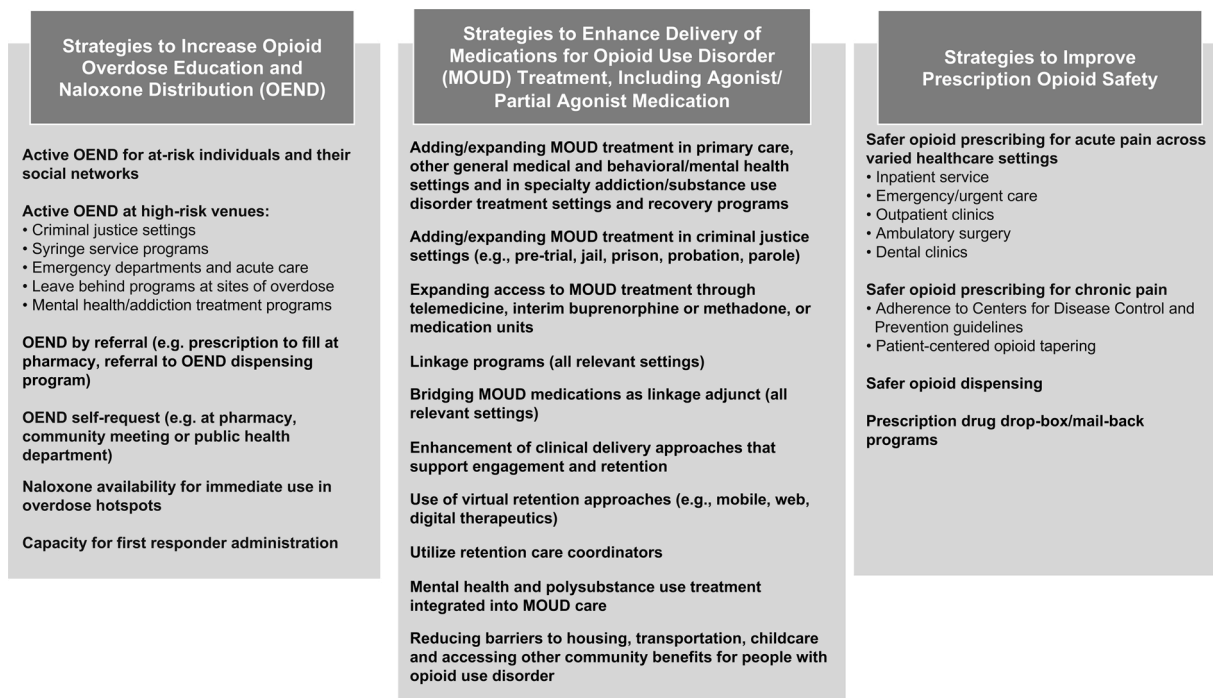 Strategies to Increase Opioid
Overdose Education and
Naloxone Distribution (OEND)
Active OEND for at-risk individuals and their
social networks
Active OEND at high-risk venues:
• Criminal justice settings
• Syringe service programs
• Emergency departments and acute care
• Leave behind programs at sites of overdose
• Mental health/addiction treatment programs
OEND by referral (e.g. prescription to fill at
pharmacy, referral to OEND dispensing
program)
OEND self-request (e.g. at pharmacy,
community meeting or public health
department)
Naloxone availability for immediate use in
overdose hotspots
Capacity for first responder administration
Strategies to Enhance Delivery of
Medications for Opioid Use Disorder
(MOUD) Treatment, Including Agonist/
Partial Agonist Medication
Adding/expanding MOUD treatment in primary care,
other general medical and behavioral/mental health
settings and in specialty addiction/substance use
disorder treatment settings and recovery programs
Adding/expanding MOUD treatment in criminal justice
settings (e.g., pre-trial, jail, prison, probation, parole)
Expanding access to MOUD treatment through
telemedicine, interim buprenorphine or methadone, or
medication units
Linkage programs (all relevant settings)
Bridging MOUD medications as linkage adjunct (all
relevant settings)
Enhancement of clinical delivery approaches that
support engagement and retention
Use of virtual retention approaches (e.g., mobile, web,
digital therapeutics)
Utilize retention care coordinators
Mental health and polysubstance use treatment
integrated into MOUD care
Reducing barriers to housing, transportation, childcare
and accessing other community benefits for people with
opioid use disorder
Strategies to Improve
Prescription Opioid Safety
Safer opioid prescribing for acute pain across
varied healthcare settings
• Inpatient service
• Emergency/urgent care
• Outpatient clinics
• Ambulatory surgery
• Dental clinics
Safer opioid prescribing for chronic pain
• Adherence to Centers for Disease Control and
Prevention guidelines
• Patient-centered opioid tapering
Safer opioid dispensing
Prescription drug drop-box/mail-back
programs